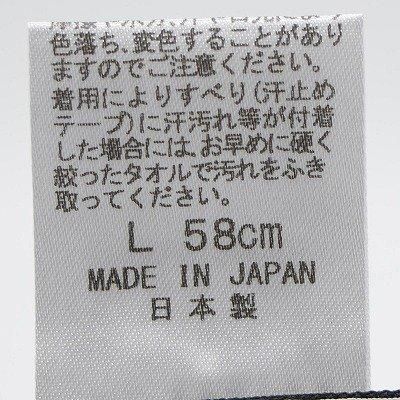 色落ち、変色することがあり
ますのでご注意ください。
着用によりすべり(汗止め
テープ)に汗汚れ等が付着
した場合には、お早めに硬く
絞ったタオルで汚れをふき
取ってください。
L 58cm
MADE IN JAPAN
日本製